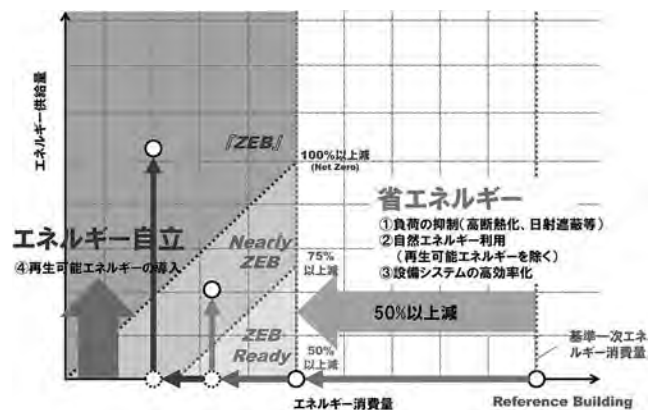 エネルギー供給量
『ZEB』
100%以上減
(Net Zero)
省エネルギー
①負荷の抑制(高断熱化、日射遮蔽等)
②自然エネルギー利用
(再生可能エネルギーを除く)
③設備システムの高効率化
エネルギー自立
④再生可能エネルギーの導入
Nearly
ZEB
75%
以上減
50%以上減
ZEB
Ready
50%
以上減
基準一次エネ
ルギー消費量
エネルギー消費量
Reference Building